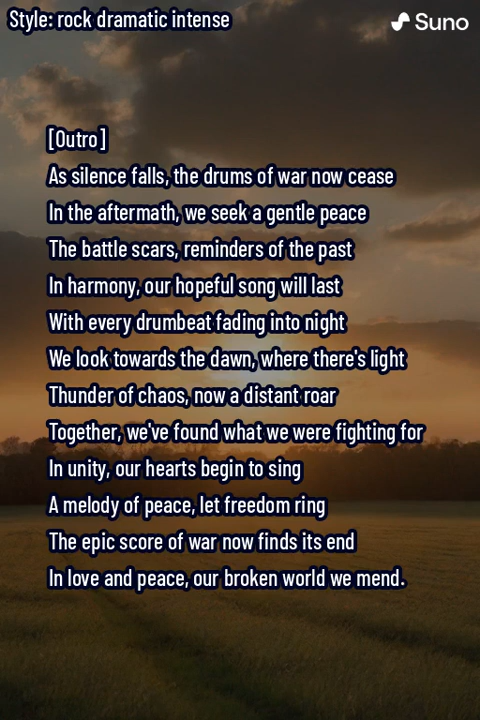 Style: rock dramatic intense
Suno
[Outro]
As silence falls, the drums of war now cease
In the aftermath, we seek a gentle peace
The battle scars, reminders of the past
In harmony, our hopeful song will last
With every drumbeat fading into night
We look towards the dawn, where there's light
Thunder of chaos, now a distant roar
Together, we've found what we were fighting for
In unity, our hearts begin to sing
A melody of peace, let freedom ring
The epic score of war now finds its end
In love and peace, our broken world we mend.